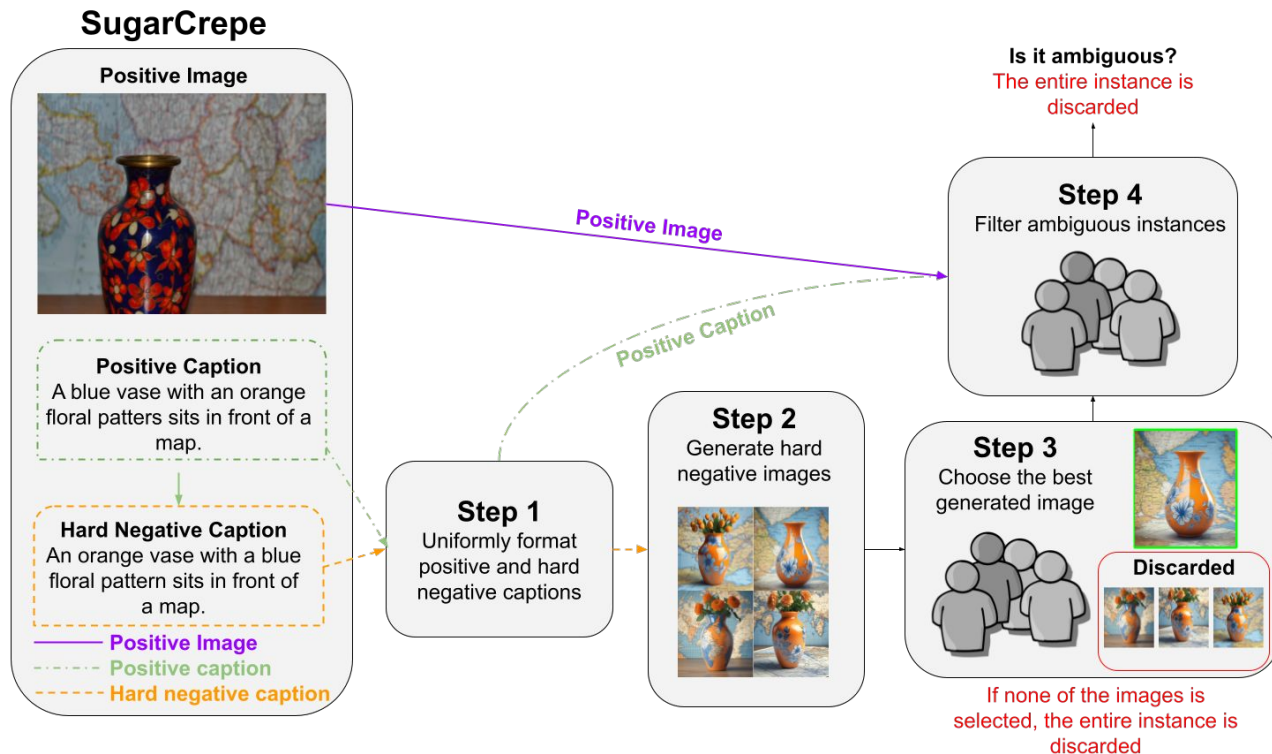 SugarCrepe
Positive Image
Positive Caption
A blue vase with an orange
floral patters sits in front of a
map.
Hard Negative Caption
An orange vase with a blue
floral pattern sits in front of
a map.
Positive Image
Positive caption
Hard negative caption
Positive Image
Positive Caption
Step 1
Uniformly format
positive and hard
negative captions
Step 2
Generate hard
negative images
Step 3
Choose the best
generated image
Discarded
If none of the images is
selected, the entire instance is
discarded
Step 4
Filter ambiguous instances
Is it ambiguous?
The entire instance is
discarded